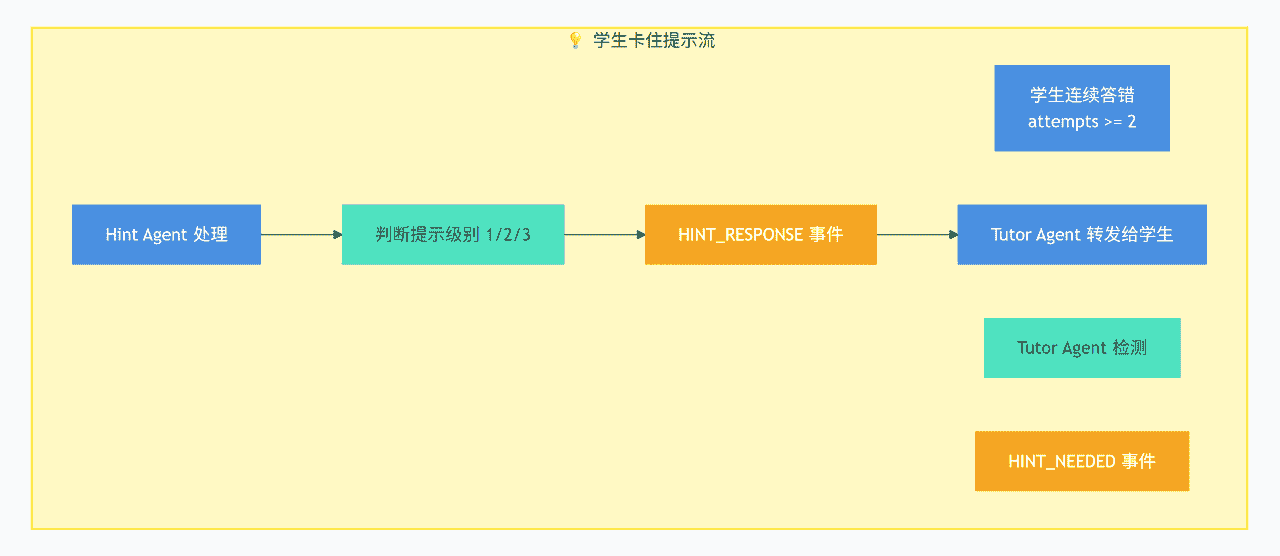 💡 学生卡住提示流
学生连续答错
attempts >= 2
Hint Agent 处理
判断提示级别 1/2/3
HINT_RESPONSE 事件
Tutor Agent 转发给学生
Tutor Agent 检测
HINT_NEEDED 事件